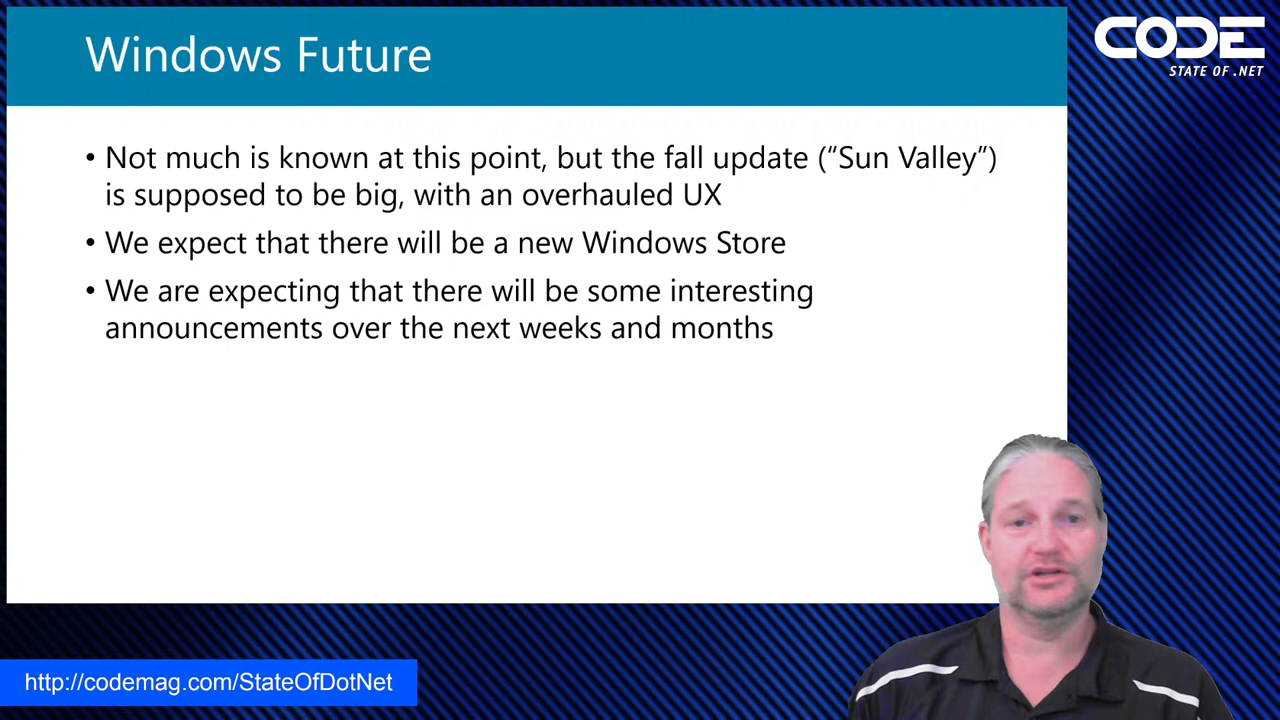 Windows Future
CODE
STATE OF .NET
• Not much is known at this point, but the fall update (“Sun Valley”)
is supposed to be big, with an overhauled UX
• We expect that there will be a new Windows Store
• We are expecting that there will be some interesting
announcements over the next weeks and months
http://codemag.com/StateOfDotNet